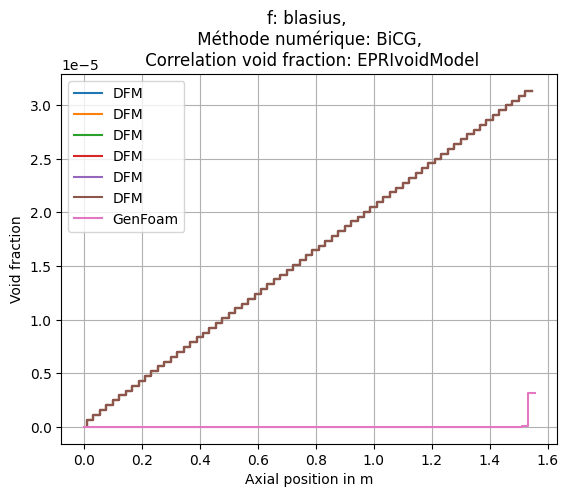 f: blasius,
Méthode numérique: BiCG,
Correlation void fraction: EPRIvoidModel
1e−5
DFM
DFM
DFM
DFM
DFM
DFM
GenFoam
3.0
2.5
2.0
1.5
1.0
0.5
0.0
Void fraction
0.0 0.2 0.4 0.6 0.8 1.0 1.2 1.4 1.6
Axial position in m